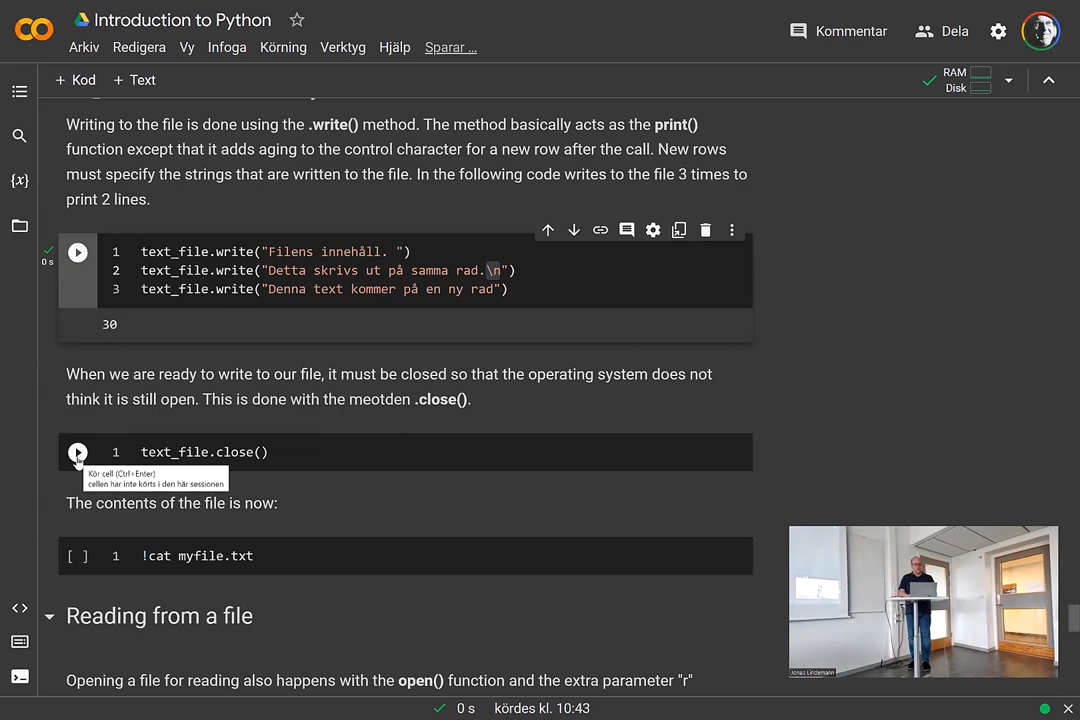 Introduction to Python
Arkiv Redigera Vy Infoga Körning Verktyg Hjälp Sparar ...
Kommentar
Dela
+ Kod + Text
RAM
Disk
Writing to the file is done using the .write() method. The method basically acts as the print()
function except that it adds aging to the control character for a new row after the call. New rows
must specify the strings that are written to the file. In the following code writes to the file 3 times to
print 2 lines.
0 s
1 text_file.write("Filens innehåll. ")
2 text_file.write("Detta skrivs ut på samma rad.\n")
3 text_file.write("Denna text kommer på en ny rad")
30
When we are ready to write to our file, it must be closed so that the operating system does not
think it is still open. This is done with the meotden .close().
1 text_file.close()
Kör cell (Ctrl+Enter)
cellen har inte körts i den här sessionen
The contents of the file is now:
[ ] 1 !cat myfile.txt
Reading from a file
Opening a file for reading also happens with the open() function and the extra parameter "r"
Jonas Lindemann
0 s kördes kl. 10:43